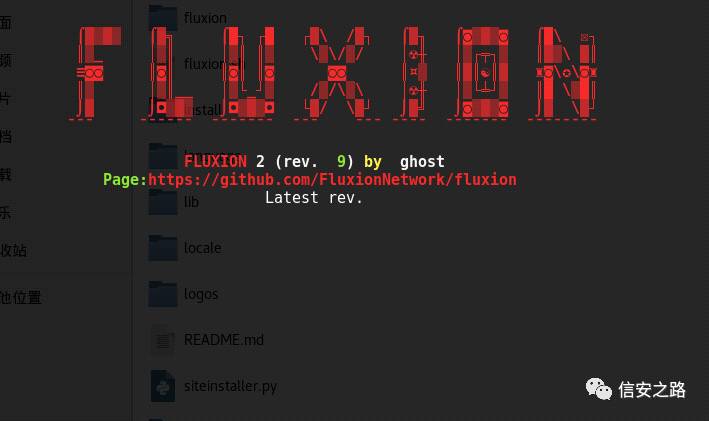 FLUXION
FLUXION 2 (rev. 9) by ghost
Page:https://github.com/FluxionNetwork/fluxion
Latest rev.
面
fluxion
频
片
install
档
载
乐
lib
收站
locale
他位置
logos
README.md
siteinstaller.py
信安之路